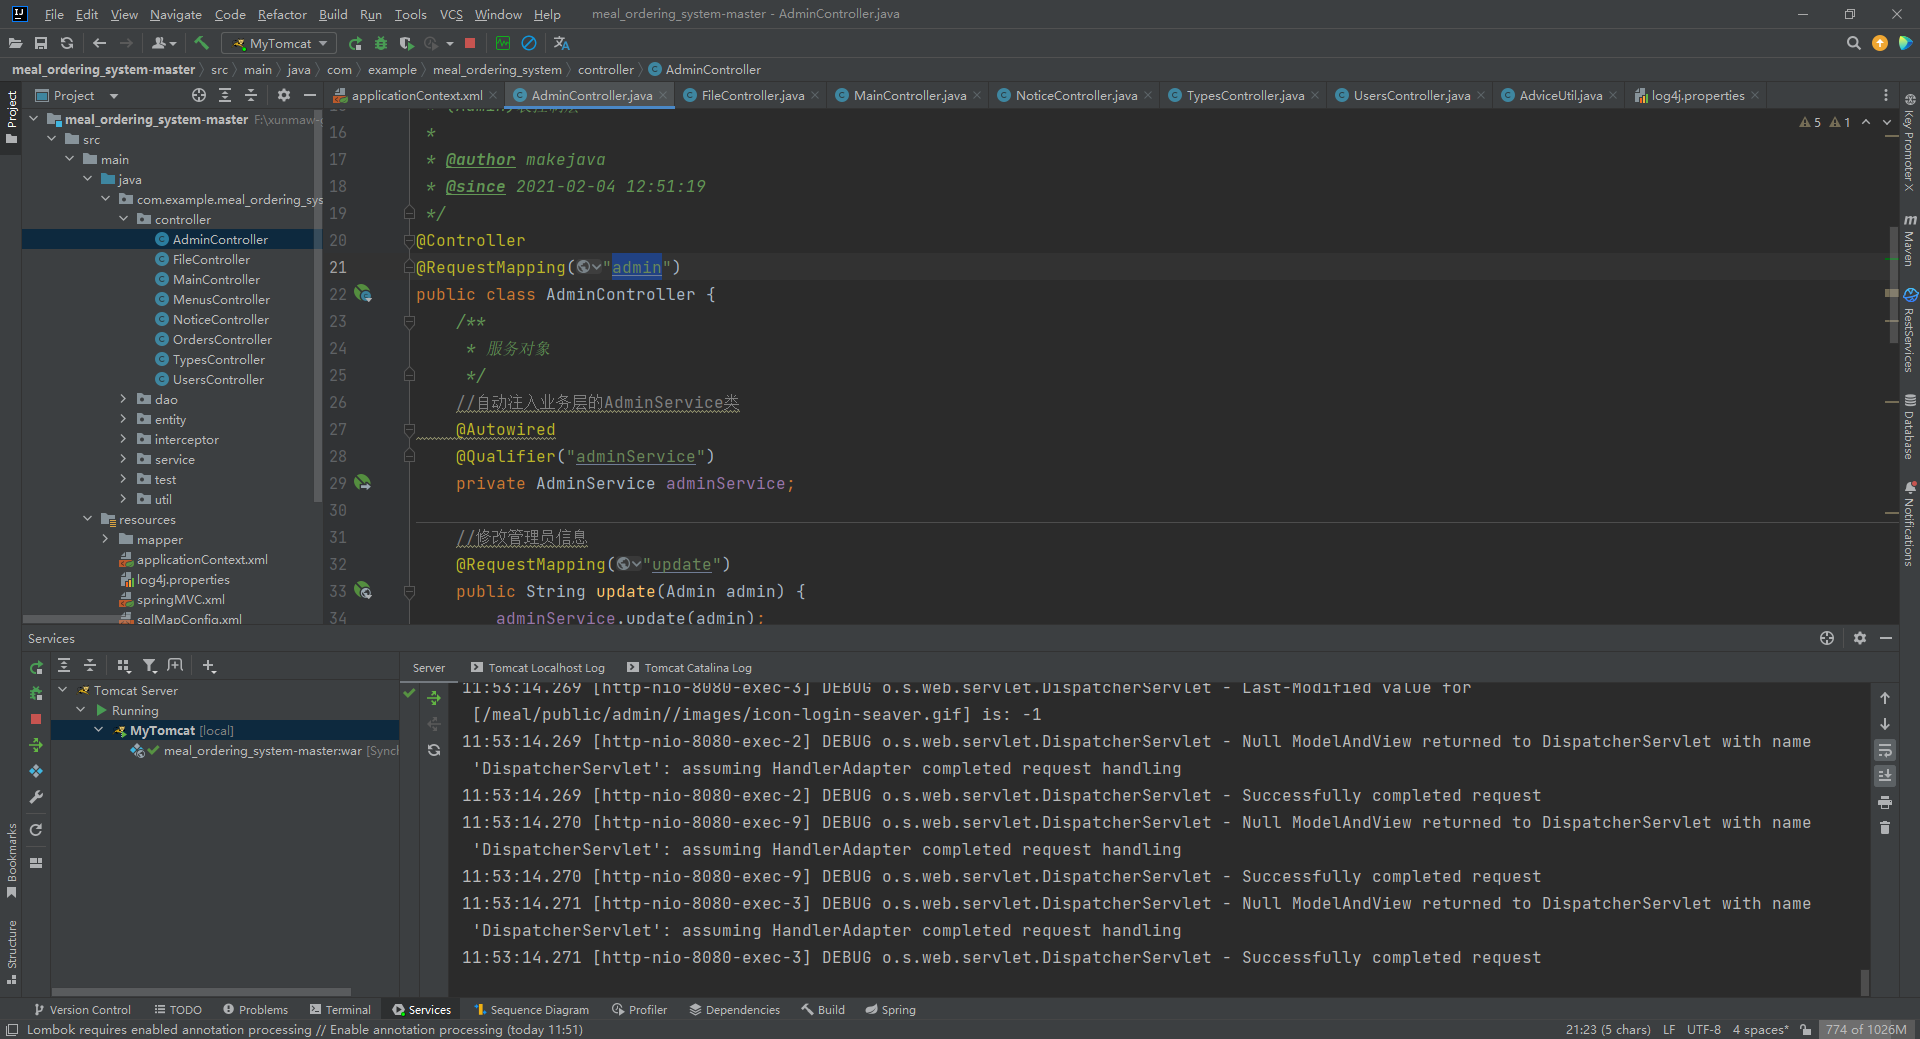 File Edit View Navigate Code Refactor Build Run Tools VCS Window Help meal_ordering_system-master - AdminController.java
MyTomcat
meal_ordering_system-master src main java com example meal_ordering_system controller AdminController
Project
applicationContext.xml AdminController.java FileController.java MainController.java NoticeController.java TypesController.java UsersController.java AdviceUtil.java log4j.properties
Project
Structure
Bookmarks
meal_ordering_system-master F:\xunmaw-
src
main
java
com.example.meal_ordering_sys
controller
AdminController
FileController
MainController
MenusController
NoticeController
OrdersController
TypesController
UsersController
dao
entity
interceptor
service
test
util
resources
mapper
applicationContext.xml
log4j.properties
springMVC.xml
sqlMapConfig.xml
5 1
16 *
17 * @author makejava
18 * @since 2021-02-04 12:51:19
19 */
20 @Controller
21 @RequestMapping("admin")
22 public class AdminController {
23 /**
24 * 服务对象
25 */
26 //自动注入业务层的AdminService类
27 @Autowired
28 @Qualifier("adminService")
29 private AdminService adminService;
30
31 //修改管理员信息
32 @RequestMapping("update")
33 public String update(Admin admin) {
34 adminService.update(admin);
Key Promoter X
Maven
RestServices
Database
Notifications
Services
Tomcat Server
Running
MyTomcat [local]
meal_ordering_system-master:war [Synch
Server Tomcat Localhost Log Tomcat Catalina Log
11:53:14.269 [http-nio-8080-exec-3] DEBUG o.s.web.servlet.DispatcherServlet - Last-Modified value for
[/meal/public/admin//images/icon-login-seaver.gif] is: -1
11:53:14.269 [http-nio-8080-exec-2] DEBUG o.s.web.servlet.DispatcherServlet - Null ModelAndView returned to DispatcherServlet with name
'DispatcherServlet': assuming HandlerAdapter completed request handling
11:53:14.269 [http-nio-8080-exec-2] DEBUG o.s.web.servlet.DispatcherServlet - Successfully completed request
11:53:14.270 [http-nio-8080-exec-9] DEBUG o.s.web.servlet.DispatcherServlet - Null ModelAndView returned to DispatcherServlet with name
'DispatcherServlet': assuming HandlerAdapter completed request handling
11:53:14.270 [http-nio-8080-exec-9] DEBUG o.s.web.servlet.DispatcherServlet - Successfully completed request
11:53:14.271 [http-nio-8080-exec-3] DEBUG o.s.web.servlet.DispatcherServlet - Null ModelAndView returned to DispatcherServlet with name
'DispatcherServlet': assuming HandlerAdapter completed request handling
11:53:14.271 [http-nio-8080-exec-3] DEBUG o.s.web.servlet.DispatcherServlet - Successfully completed request
Version Control TODO Problems Terminal Services Sequence Diagram Profiler Dependencies Build Spring
Lombok requires enabled annotation processing // Enable annotation processing (today 11:51) 21:23 (5 chars) LF UTF-8 4 spaces* 774 of 1026M